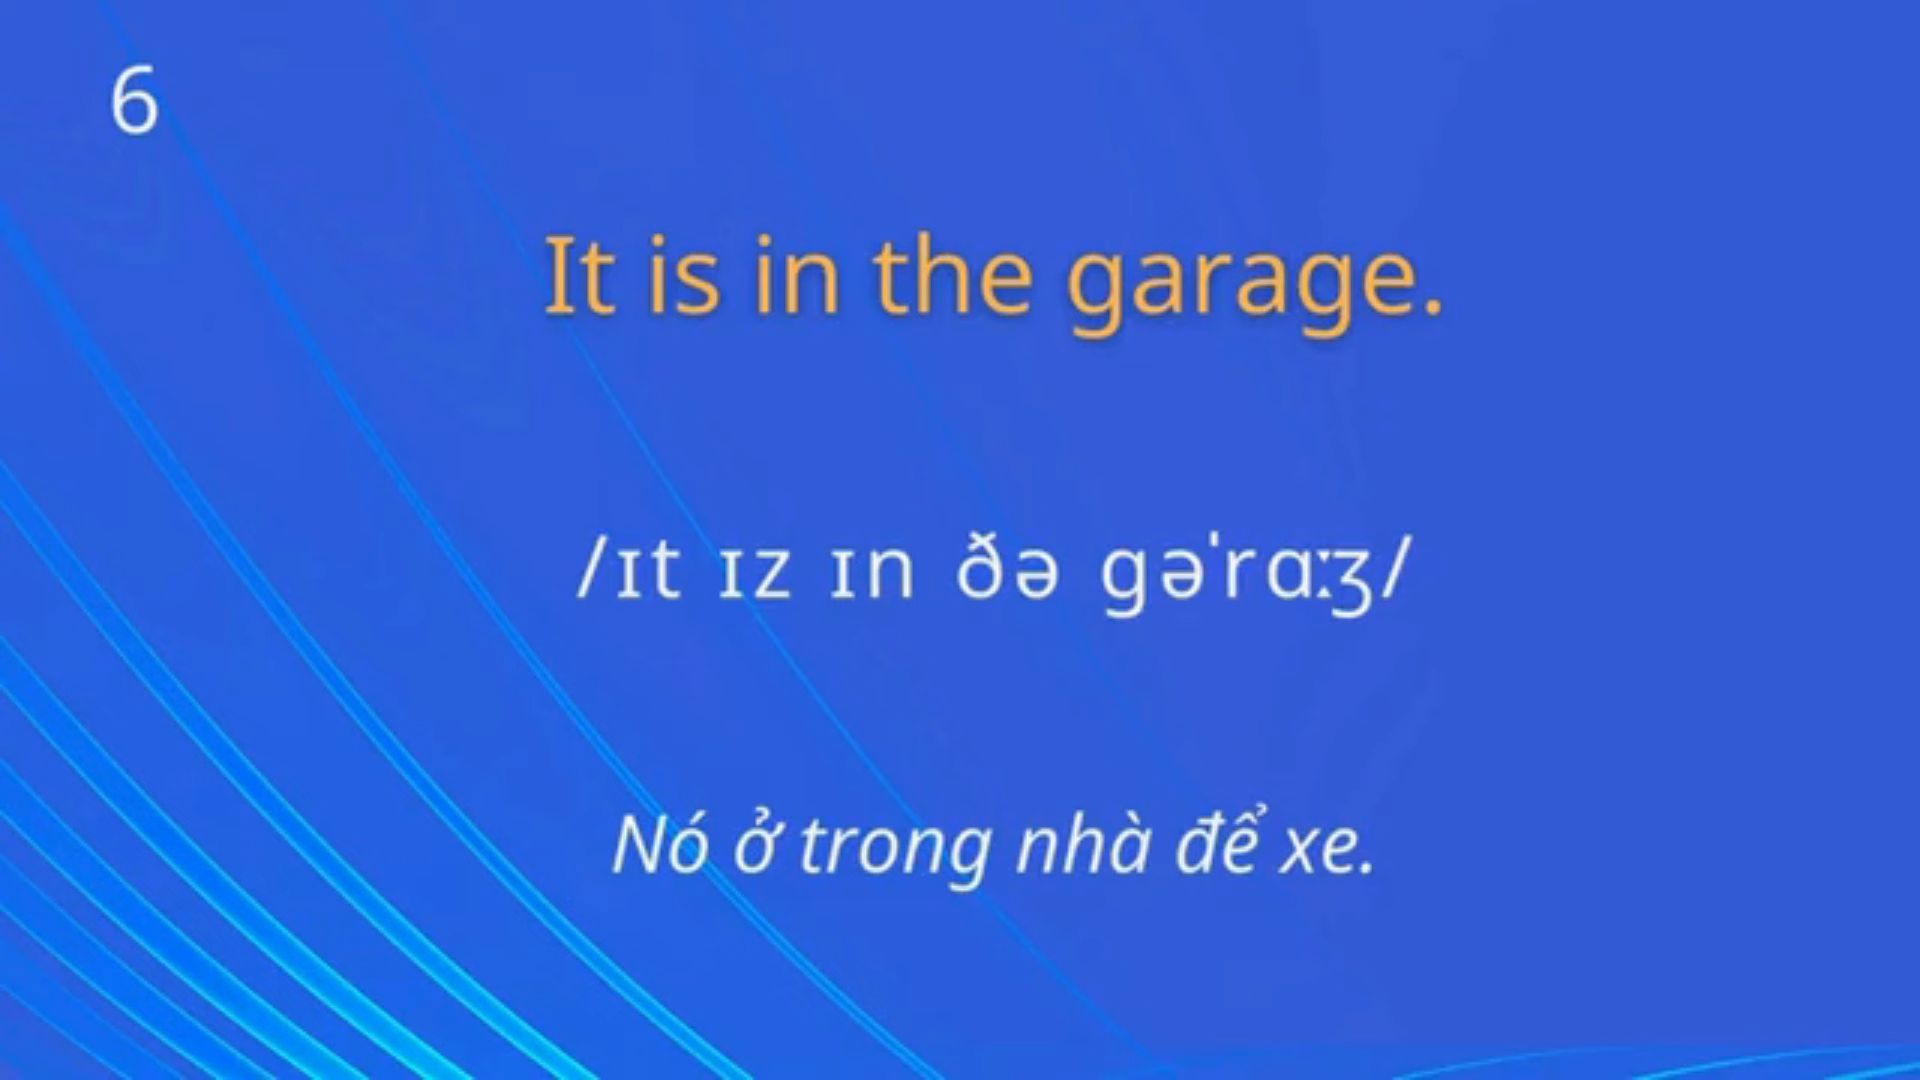 6
It is in the garage.
/ɪt ɪz ɪn ðə ɡəˈrɑːʒ/
Nó ở trong nhà để xe.